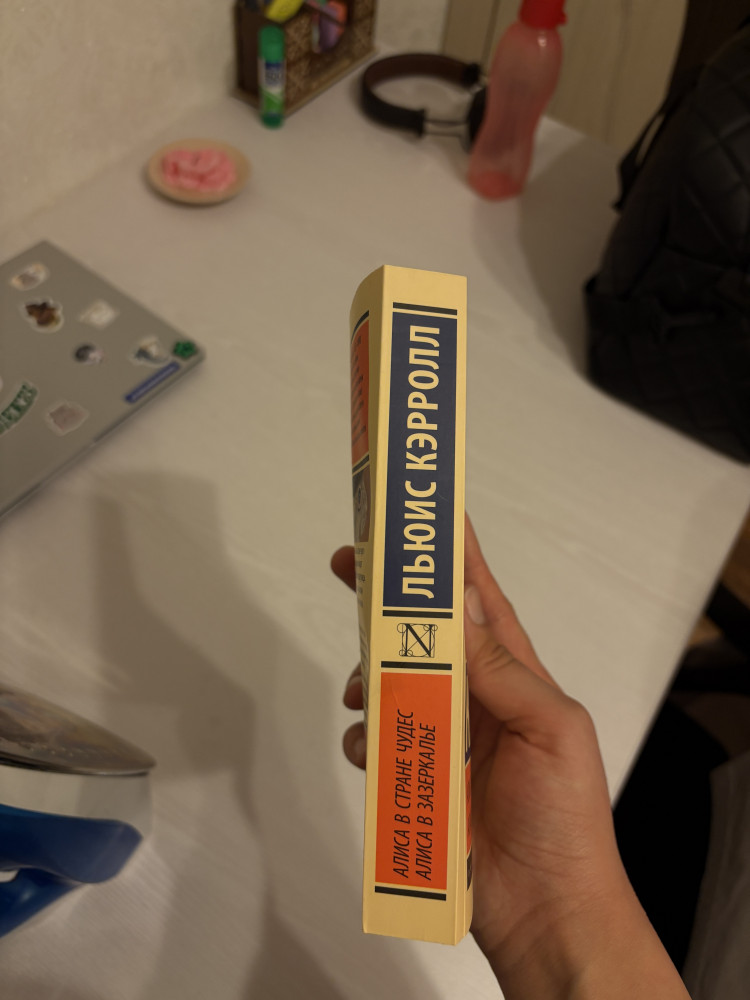 ЛЬЮИС КЭРРОЛЛ
АЛИСА В СТРАНЕ ЧУДЕС
АЛИСА В ЗАЗЕРКАЛЬЕ